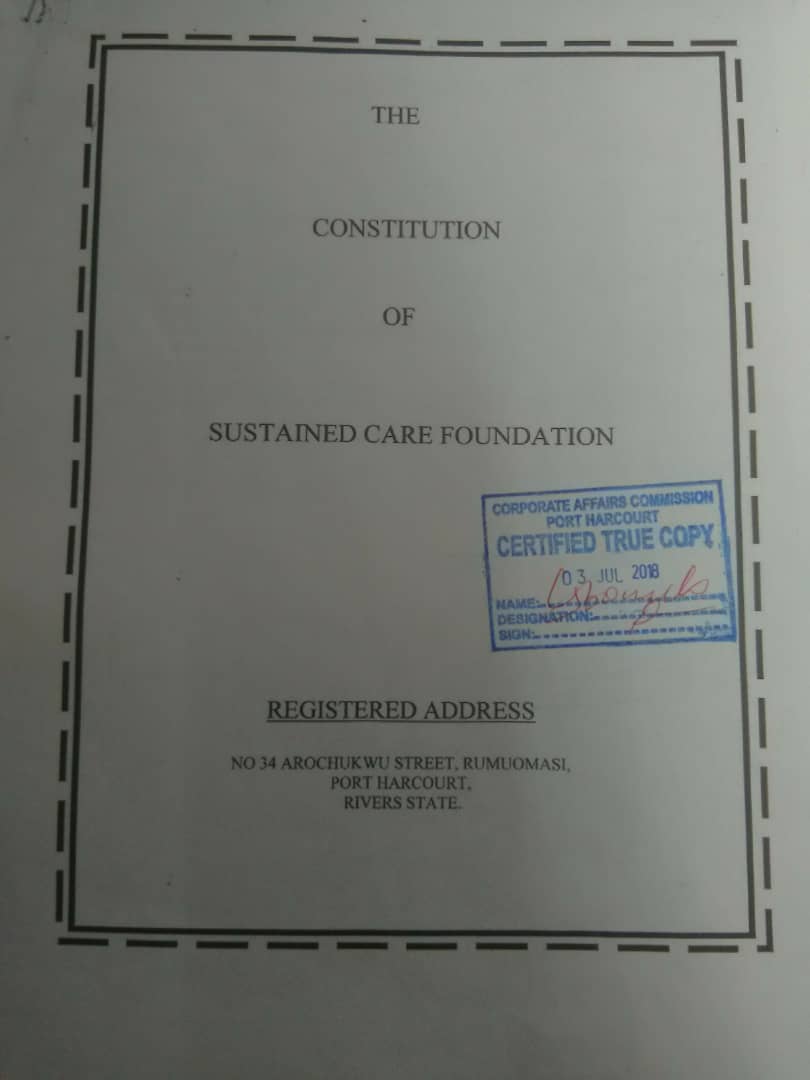 THE
CONSTITUTION
OF
SUSTAINED CARE FOUNDATION
CORPORATE AFFAIRS COMMISSION
PORT HARCOURT
CERTIFIED TRUE COPY
03 JUL 2018
NAME:
DESIGNATION:
SIGN:
REGISTERED ADDRESS
NO 34 AROCHUKWU STREET, RUMUOMASI,
PORT HARCOURT,
RIVERS STATE.